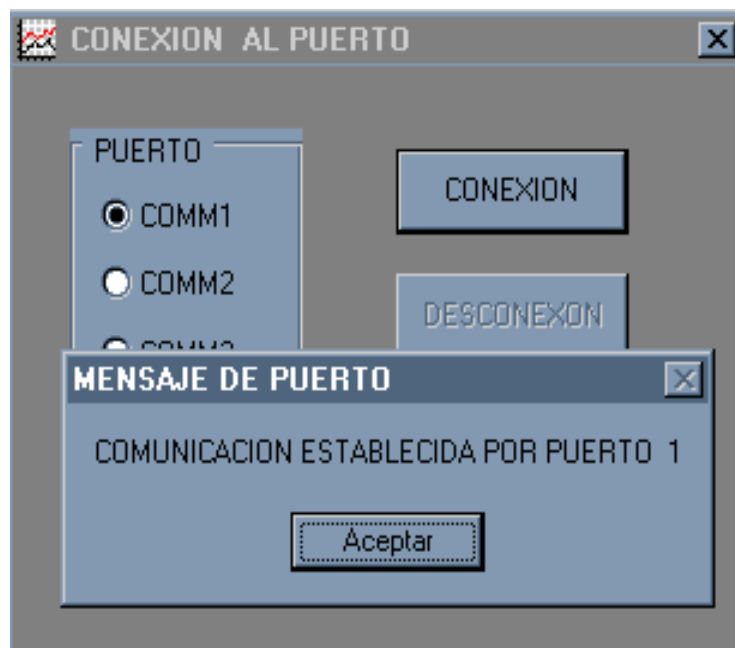 CONEXION AL PUERTO
PUERTO
CONEXION
COMM1
COMM2
DESCONEXON
MENSAJE DE PUERTO
COMUNICACION ESTABLECIDA POR PUERTO 1
Aceptar